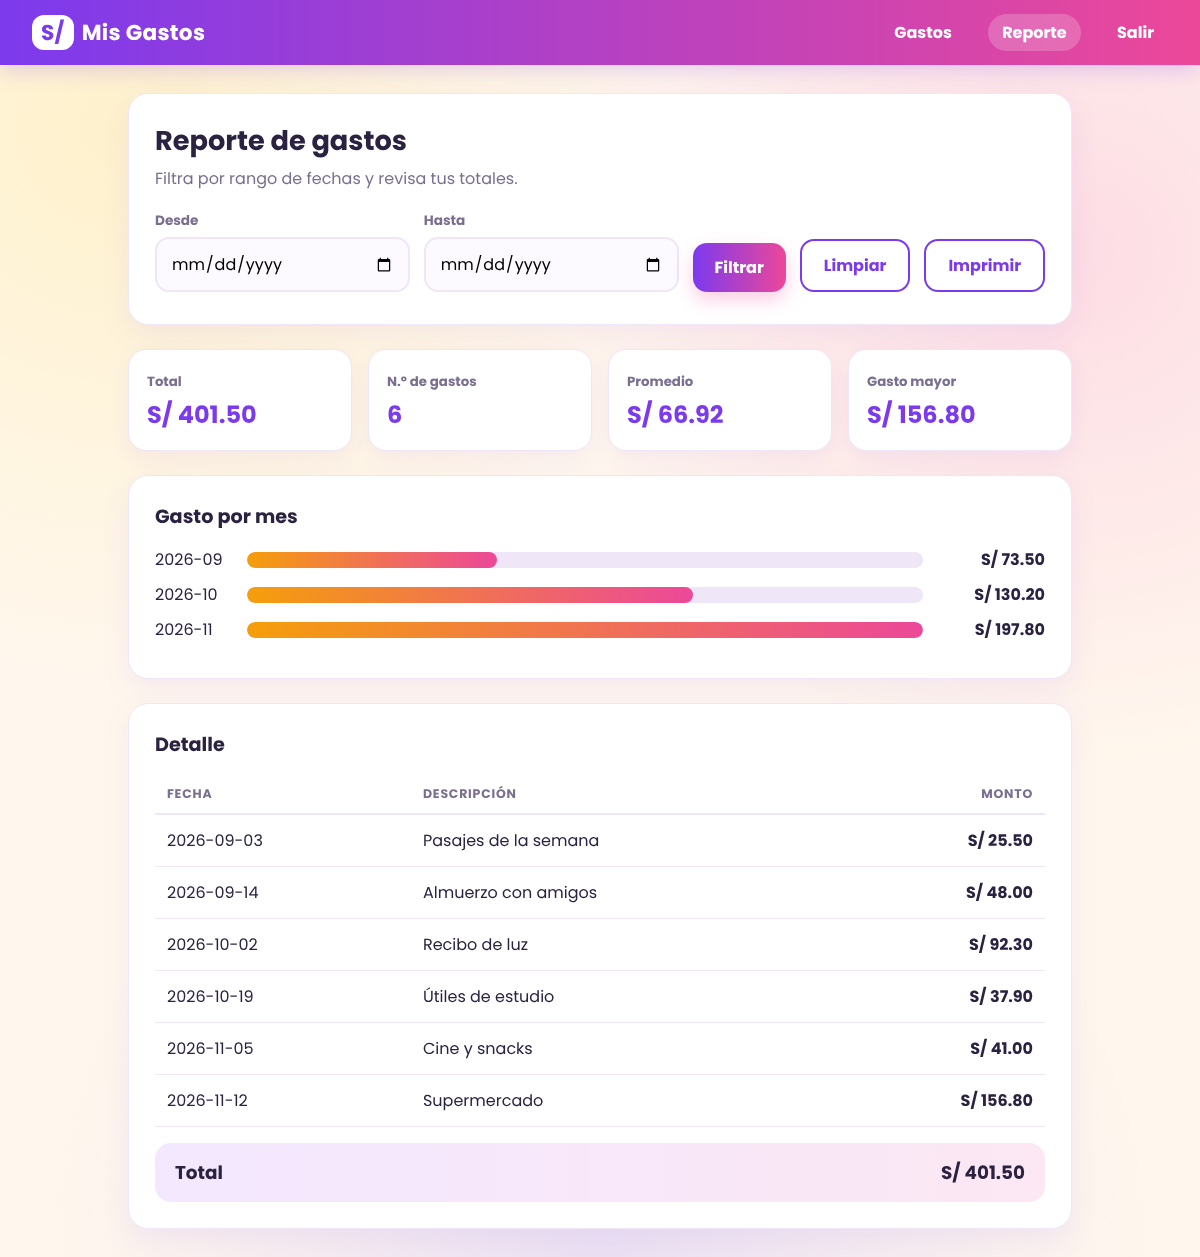 S/ Mis Gastos Gastos Reporte Salir
Reporte de gastos
Filtra por rango de fechas y revisa tus totales.
Desde Hasta
mm/dd/yyyy mm/dd/yyyy Filtrar Limpiar Imprimir
Total N.º de gastos Promedio Gasto mayor
S/ 401.50 6 S/ 66.92 S/ 156.80
Gasto por mes
2026-09 S/ 73.50
2026-10 S/ 130.20
2026-11 S/ 197.80
Detalle
FECHA DESCRIPCIÓN MONTO
2026-09-03 Pasajes de la semana S/ 25.50
2026-09-14 Almuerzo con amigos S/ 48.00
2026-10-02 Recibo de luz S/ 92.30
2026-10-19 Útiles de estudio S/ 37.90
2026-11-05 Cine y snacks S/ 41.00
2026-11-12 Supermercado S/ 156.80
Total S/ 401.50